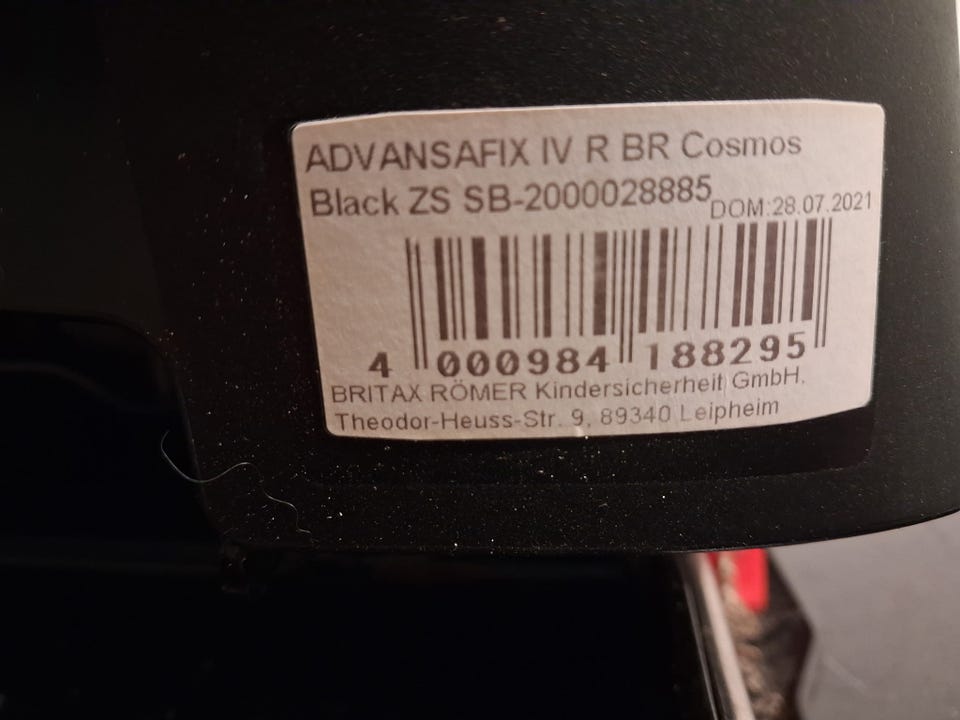 ADVANSAFIX IV R BR Cosmos
Black ZS SB-2000028885
DOM:28.07.2021
4 000984 188295
BRITAX RÖMER Kindersicherheit GmbH.
Theodor-Heuss-Str. 9, 89340 Leipheim